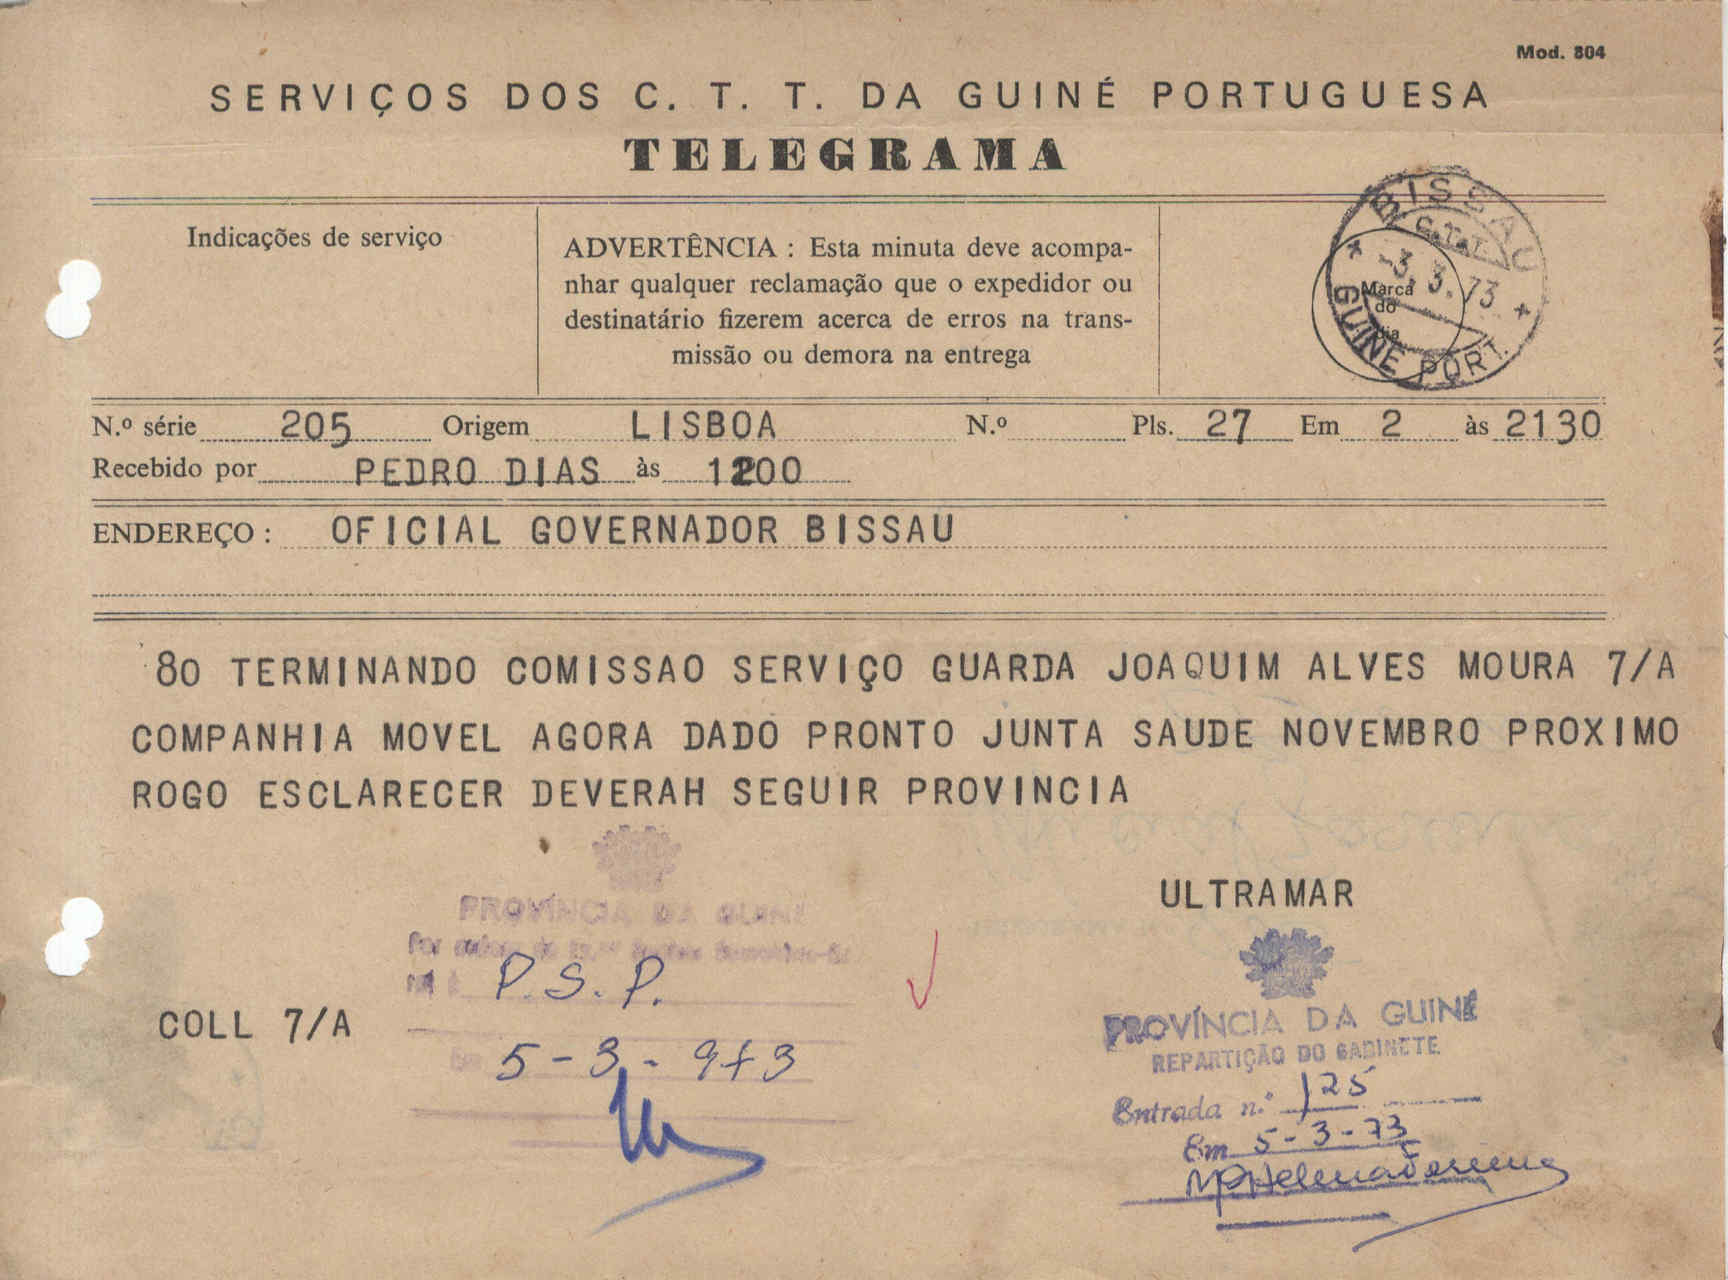 Mod. 804
SERVIÇOS DOS C. T. T. DA GUINÉ PORTUGUESA
TELEGRAMA
Indicações de serviço
ADVERTÊNCIA : Esta minuta deve acompa-
nhar qualquer reclamação que o expedidor ou
destinatário fizerem acerca de erros na trans-
missão ou demora na entrega
BISSAU
C.T.T.
-3. 3. 73
GUINE PORT.
Marca
do
dia
N.º série 205 Origem LISBOA N.º Pls. 27 Em 2 às 2130
Recebido por PEDRO DIAS às 1200
ENDEREÇO : OFICIAL GOVERNADOR BISSAU
80 TERMINANDO COMISSAO SERVIÇO GUARDA JOAQUIM ALVES MOURA 7/A
COMPANHIA MOVEL AGORA DADO PRONTO JUNTA SAUDE NOVEMBRO PROXIMO
ROGO ESCLARECER DEVERAH SEGUIR PROVINCIA
ULTRAMAR
COLL 7/A
PROVÍNCIA DA GUINÉ
P.S.P.
5-3-973
PROVÍNCIA DA GUINÉ
REPARTIÇÃO DO GABINETE
Entrada n.º 125
Em 5-3-73